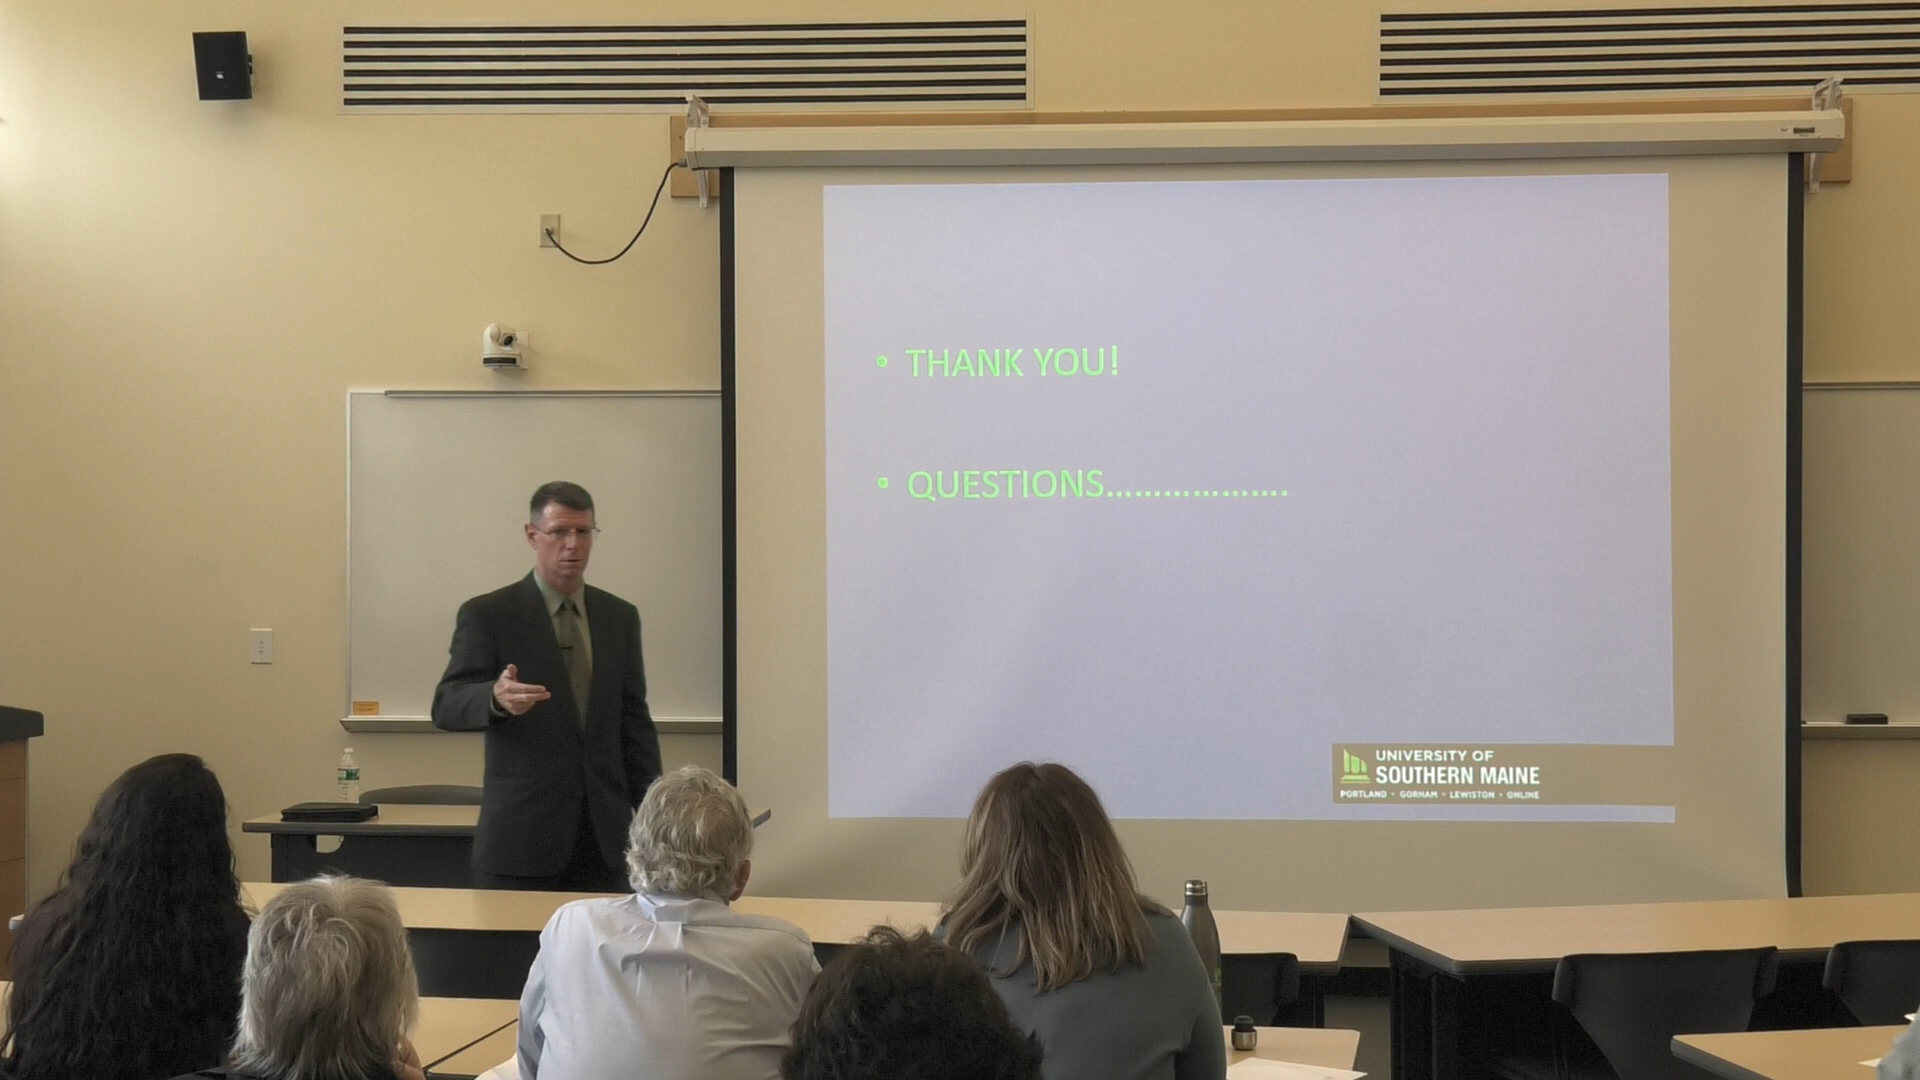 • THANK YOU!
• QUESTIONS...................
UNIVERSITY OF
SOUTHERN MAINE
PORTLAND • GORHAM • LEWISTON • ONLINE